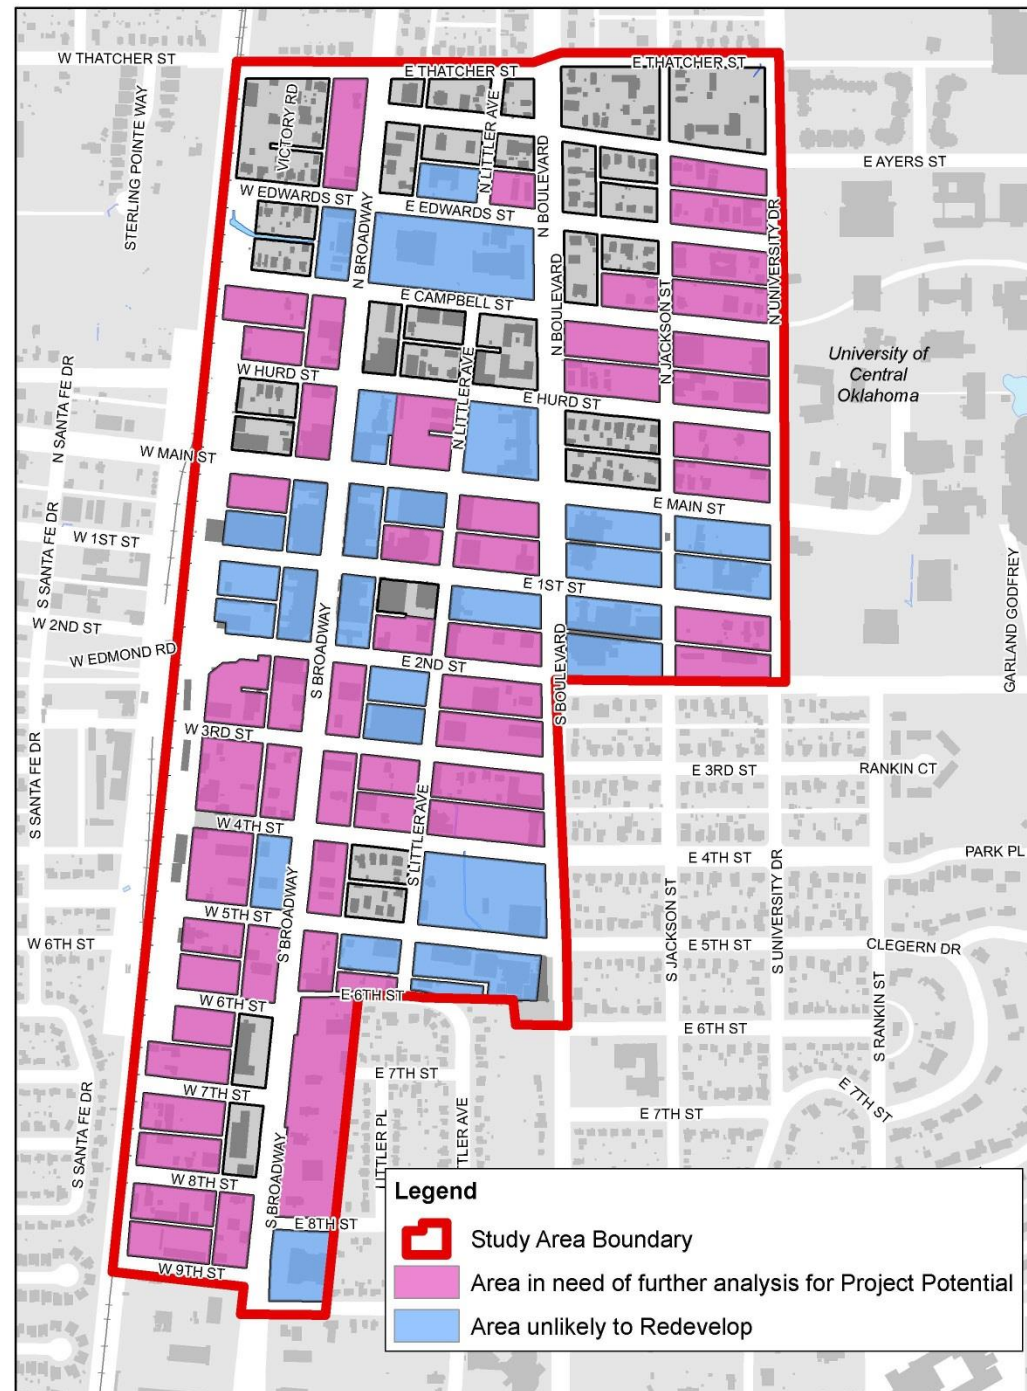 W THATCHER ST
E THATCHER ST
E THATCHER ST
STERLING POINTE WAY
VICTORY RD
N LITTLER AVE
N BOULEVARD
E AYERS ST
W EDWARDS ST
E EDWARDS ST
N BROADWAY
N UNIVERSITY DR
E CAMPBELL ST
N BOULEVARD
N JACKSON ST
University of
Central
Oklahoma
N SANTA FE DR
W HURD ST
N LITTLER AVE
E HURD ST
W MAIN ST
E MAIN ST
S SANTA FE DR
W 1ST ST
E 1ST ST
GARLAND GODFREY
W 2ND ST
W EDMOND RD
S BROADWAY
E 2ND ST
S BOULEVARD
W 3RD ST
S SANTA FE DR
E 3RD ST
RANKIN CT
W 4TH ST
S LITTLER AVE
E 4TH ST
PARK PL
S BROADWAY
W 5TH ST
S JACKSON ST
S UNIVERSITY DR
W 6TH ST
E 5TH ST
CLEGERN DR
W 6TH ST
E 6TH ST
E 6TH ST
S RANKIN ST
E 7TH ST
W 7TH ST
E 7TH ST
E 7TH ST
S SANTA FE DR
S BROADWAY
LITTLER PL
TTLER AVE
W 8TH ST
E 8TH ST
W 9TH ST
Legend
Study Area Boundary
Area in need of further analysis for Project Potential
Area unlikely to Redevelop